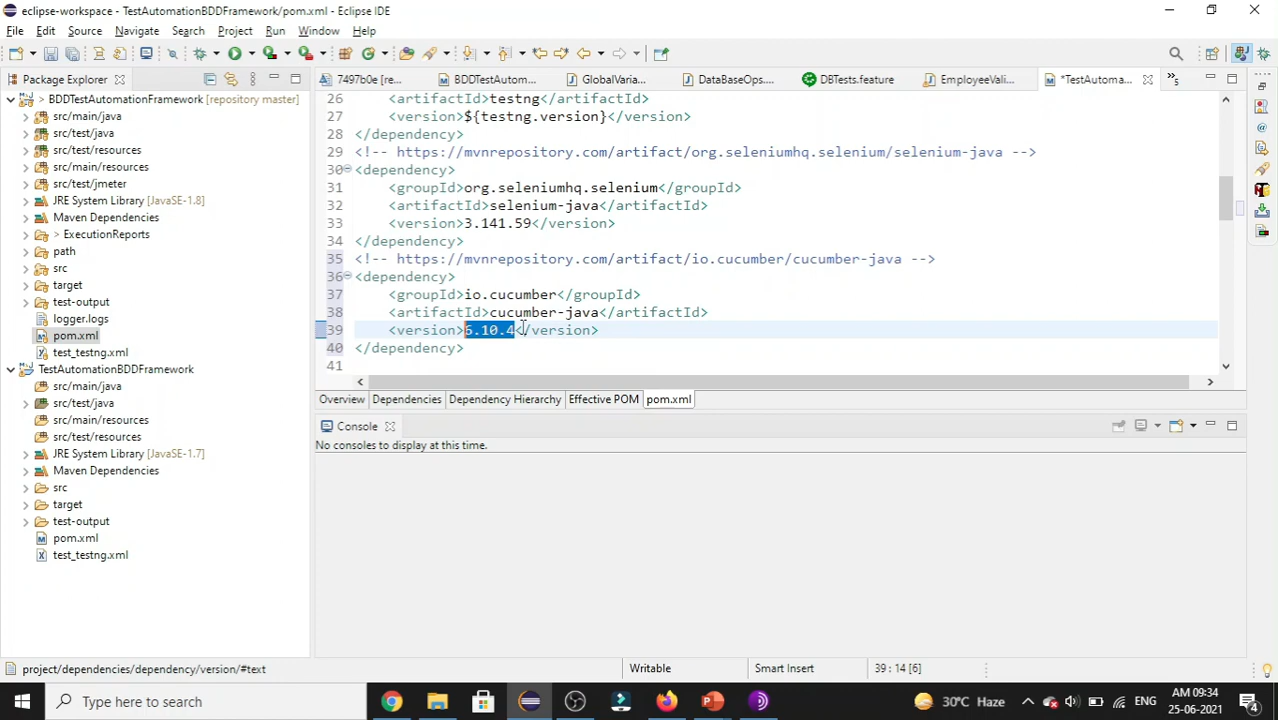 eclipse-workspace - TestAutomationBDDFramework/pom.xml - Eclipse IDE
File Edit Source Navigate Search Project Run Window Help
Package Explorer
7497b0e [re...
BDDTestAutom...
GlobalVaria...
DataBaseOps....
DBTests.feature
EmployeeVali...
*TestAutoma...
»5
> BDDTestAutomationFramework [repository master]
src/main/java
src/test/java
src/test/resources
src/main/resources
src/test/jmeter
JRE System Library [JavaSE-1.8]
Maven Dependencies
> ExecutionReports
path
src
target
test-output
logger.logs
pom.xml
test_testng.xml
TestAutomationBDDFramework
src/main/java
src/test/java
src/main/resources
src/test/resources
JRE System Library [JavaSE-1.7]
Maven Dependencies
src
target
test-output
pom.xml
test_testng.xml
26 <artifactId>testng</artifactId>
27 <version>${testng.version}</version>
28 </dependency>
29 <!-- https://mvnrepository.com/artifact/org.seleniumhq.selenium/selenium-java -->
30 <dependency>
31 <groupId>org.seleniumhq.selenium</groupId>
32 <artifactId>selenium-java</artifactId>
33 <version>3.141.59</version>
34 </dependency>
35 <!-- https://mvnrepository.com/artifact/io.cucumber/cucumber-java -->
36 <dependency>
37 <groupId>io.cucumber</groupId>
38 <artifactId>cucumber-java</artifactId>
39 <version>6.10.4</version>
40 </dependency>
41
Overview Dependencies Dependency Hierarchy Effective POM pom.xml
Console
No consoles to display at this time.
project/dependencies/dependency/version/#text
Writable
Smart Insert
39 : 14 [6]
Type here to search
30°C Haze
ENG
AM 09:34
25-06-2021
4